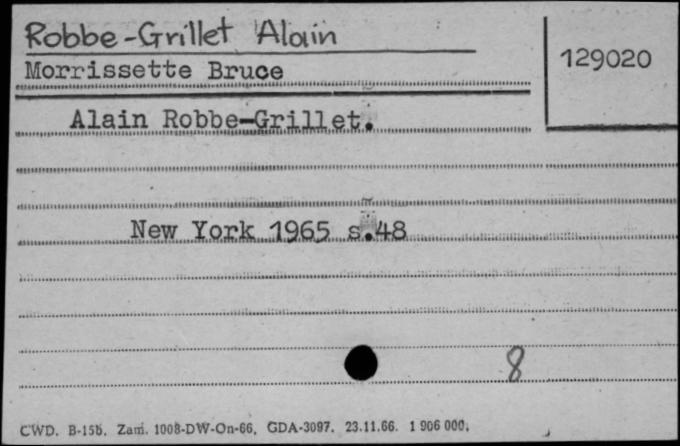 Robbe-Grillet Alain
129020
Morrissette Bruce
Alain Robbe-Grillet.
New York 1965 s.48
8
CWD. B-15b. Zam. 1008-DW-On-66. GDA-3097. 23.11.66. 1 906 000.